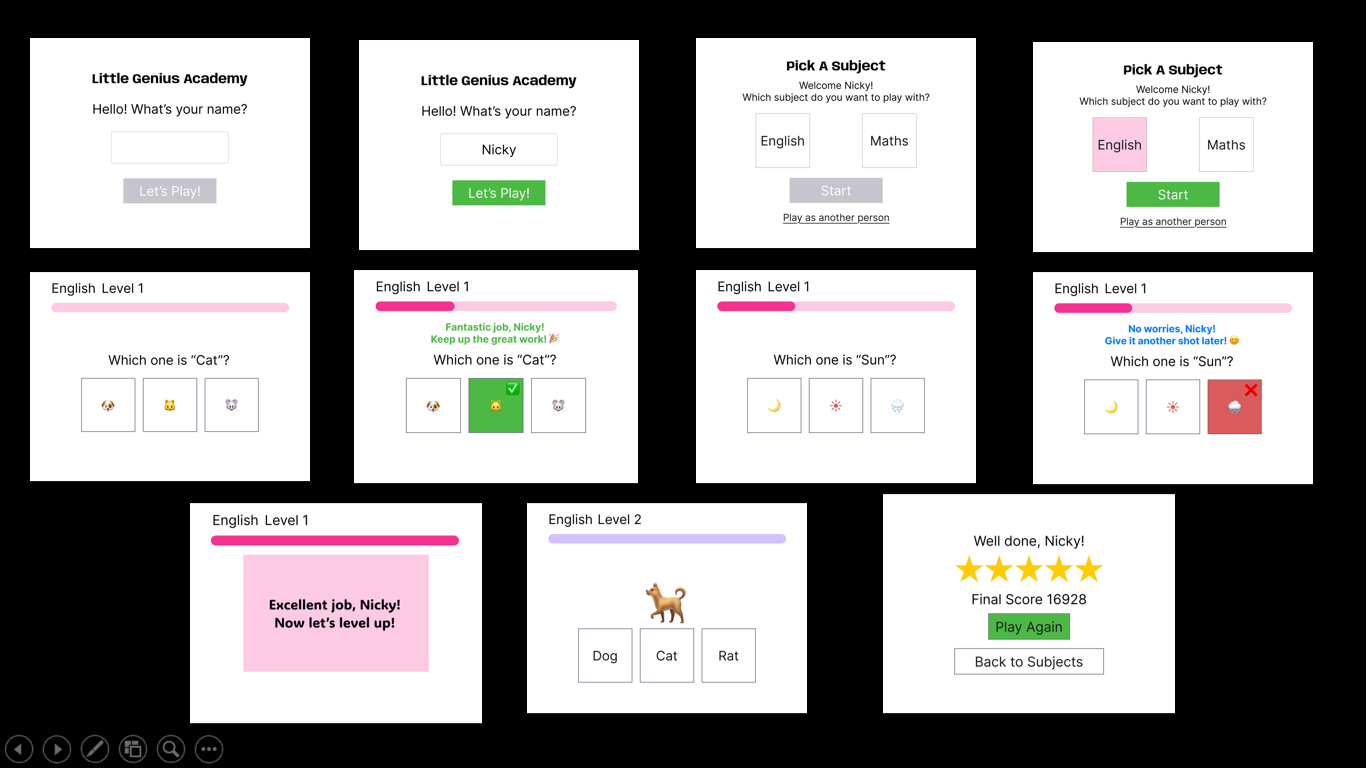 Little Genius Academy
Hello! What's your name?
Let's Play!
Little Genius Academy
Hello! What's your name?
Nicky
Let's Play!
Pick A Subject
Welcome Nicky!
Which subject do you want to play with?
English Maths
Start
Play as another person
Pick A Subject
Welcome Nicky!
Which subject do you want to play with?
English Maths
Start
Play as another person
English Level 1
Which one is “Cat”?
English Level 1
Fantastic job, Nicky!
Keep up the great work!
Which one is “Cat”?
English Level 1
Which one is “Sun”?
English Level 1
No worries, Nicky!
Give it another shot later!
Which one is “Sun”?
English Level 1
Excellent job, Nicky!
Now let's level up!
English Level 2
Dog Cat Rat
Well done, Nicky!
Final Score 16928
Play Again
Back to Subjects